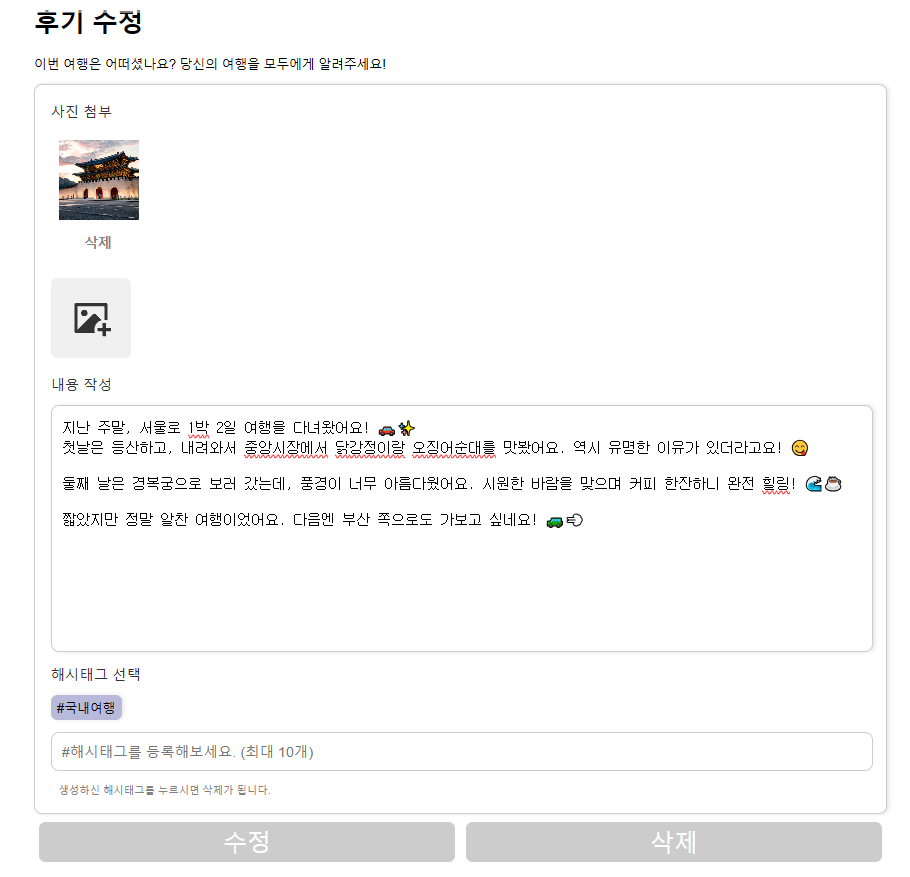 후기 수정
이번 여행은 어떠셨나요? 당신의 여행을 모두에게 알려주세요!
사진 첨부
삭제
내용 작성
지난 주말, 서울로 1박 2일 여행을 다녀왔어요! 🚗✨
첫날은 등산하고, 내려와서 중앙시장에서 닭강정이랑 오징어순대를 맛봤어요. 역시 유명한 이유가 있더라고요! 😋
둘째 날은 경복궁으로 보러 갔는데, 풍경이 너무 아름다웠어요. 시원한 바람을 맞으며 커피 한잔하니 완전 힐링! 🌊☕
짧았지만 정말 알찬 여행이었어요. 다음엔 부산 쪽으로도 가보고 싶네요! 🚙💨
해시태그 선택
#국내여행
#해시태그를 등록해보세요. (최대 10개)
생성하신 해시태그를 누르시면 삭제가 됩니다.
수정 삭제